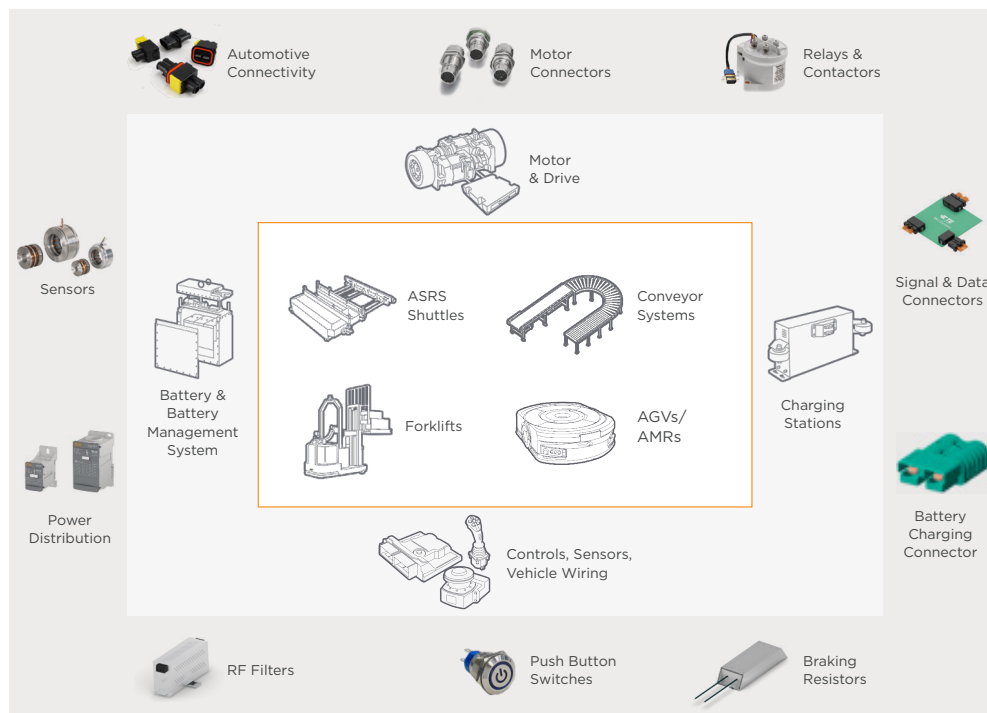 Automotive
Connectivity
Motor
Connectors
Relays &
Contactors
Motor
& Drive
Sensors
Signal & Data
Connectors
ASRS
Shuttles
Conveyor
Systems
Battery &
Battery
Management
System
Forklifts
AGVs/
AMRs
Charging
Stations
Power
Distribution
Battery
Charging
Connector
Controls, Sensors,
Vehicle Wiring
RF Filters
Push Button
Switches
Braking
Resistors